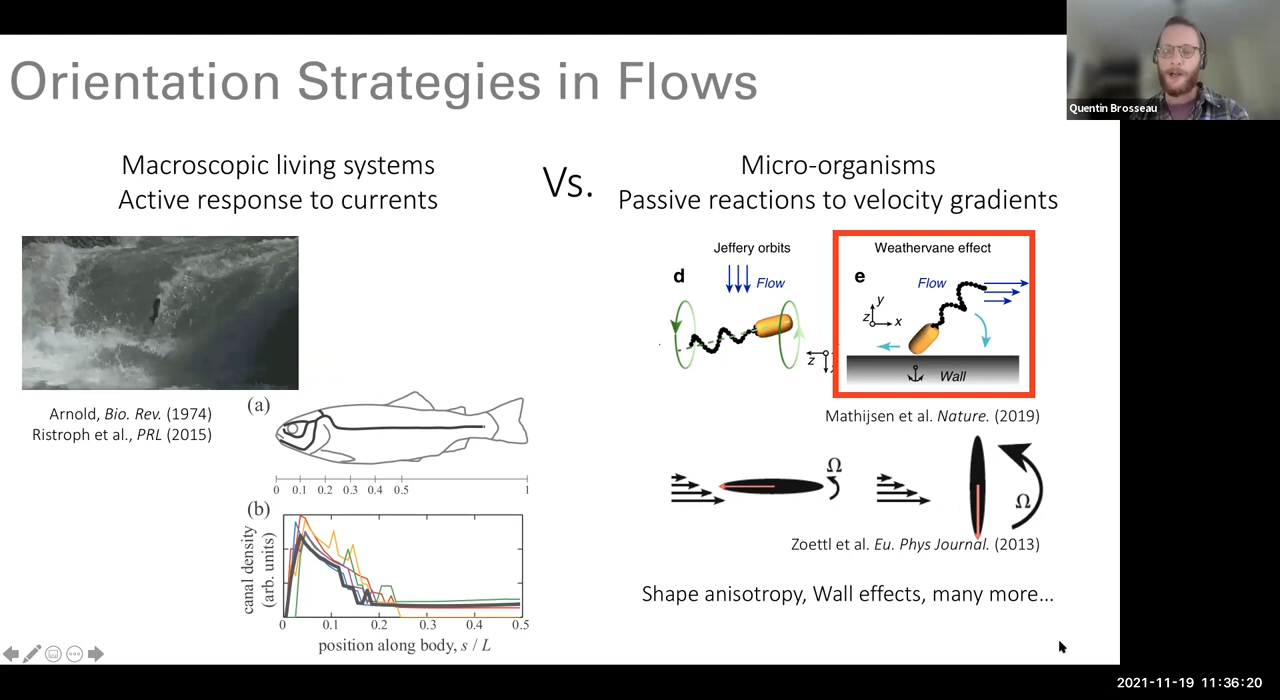 Orientation Strategies in Flows
Quentin Brosseau
Macroscopic living systems
Active response to currents
Vs.
Micro-organisms
Passive reactions to velocity gradients
Jeffery orbits
d
Flow
z
Weathervane effect
e
Flow
y
z
x
Wall
Arnold, Bio. Rev. (1974)
Ristroph et al., PRL (2015)
Mathijsen et al. Nature. (2019)
(a)
0 0.1 0.2 0.3 0.4 0.5 1
(b)
canal density
(arb. units)
0 0.1 0.2 0.3 0.4 0.5
position along body, s / L
Ω
Ω
Zoettl et al. Eu. Phys Journal. (2013)
Shape anisotropy, Wall effects, many more...
2021-11-19 11:36:20